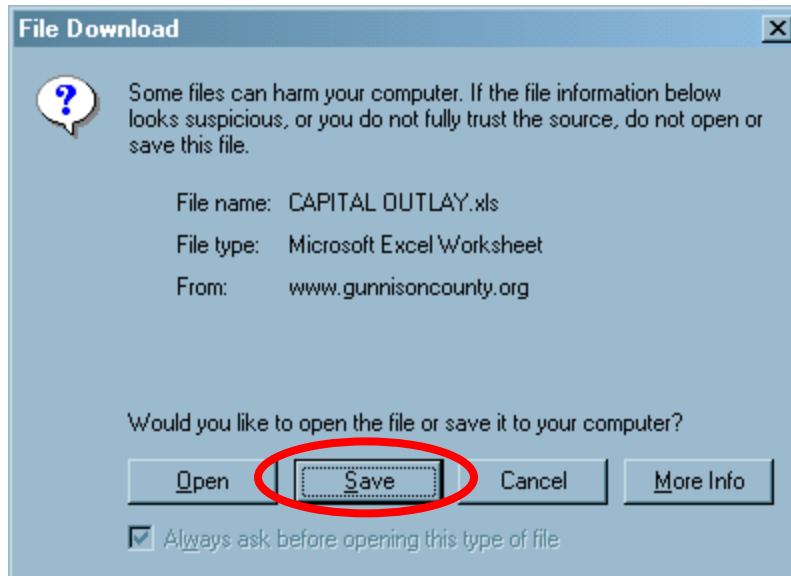 File Download
Some files can harm your computer. If the file information below
looks suspicious, or you do not fully trust the source, do not open or
save this file.
File name: CAPITAL OUTLAY.xls
File type: Microsoft Excel Worksheet
From: www.gunnisoncounty.org
Would you like to open the file or save it to your computer?
Open Save Cancel More Info
Always ask before opening this type of file